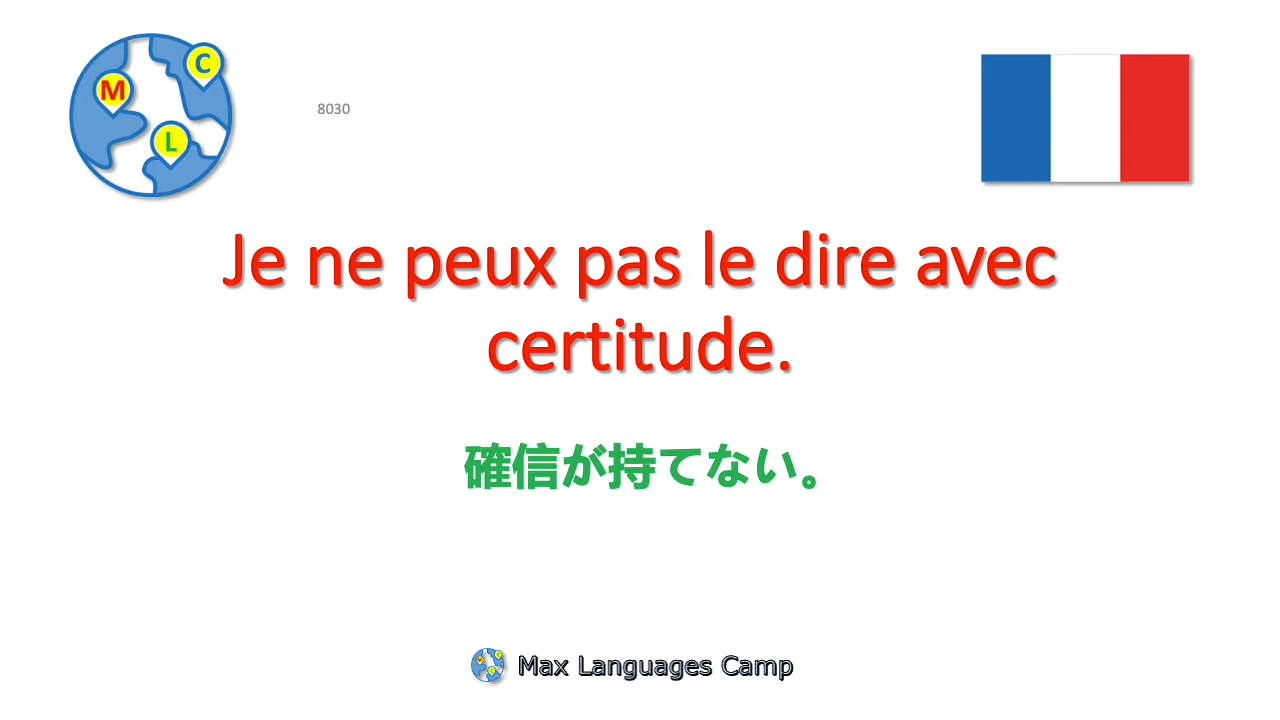 M
C
L
8030
Je ne peux pas le dire avec
certitude.
確信が持てない。
Max Languages Camp